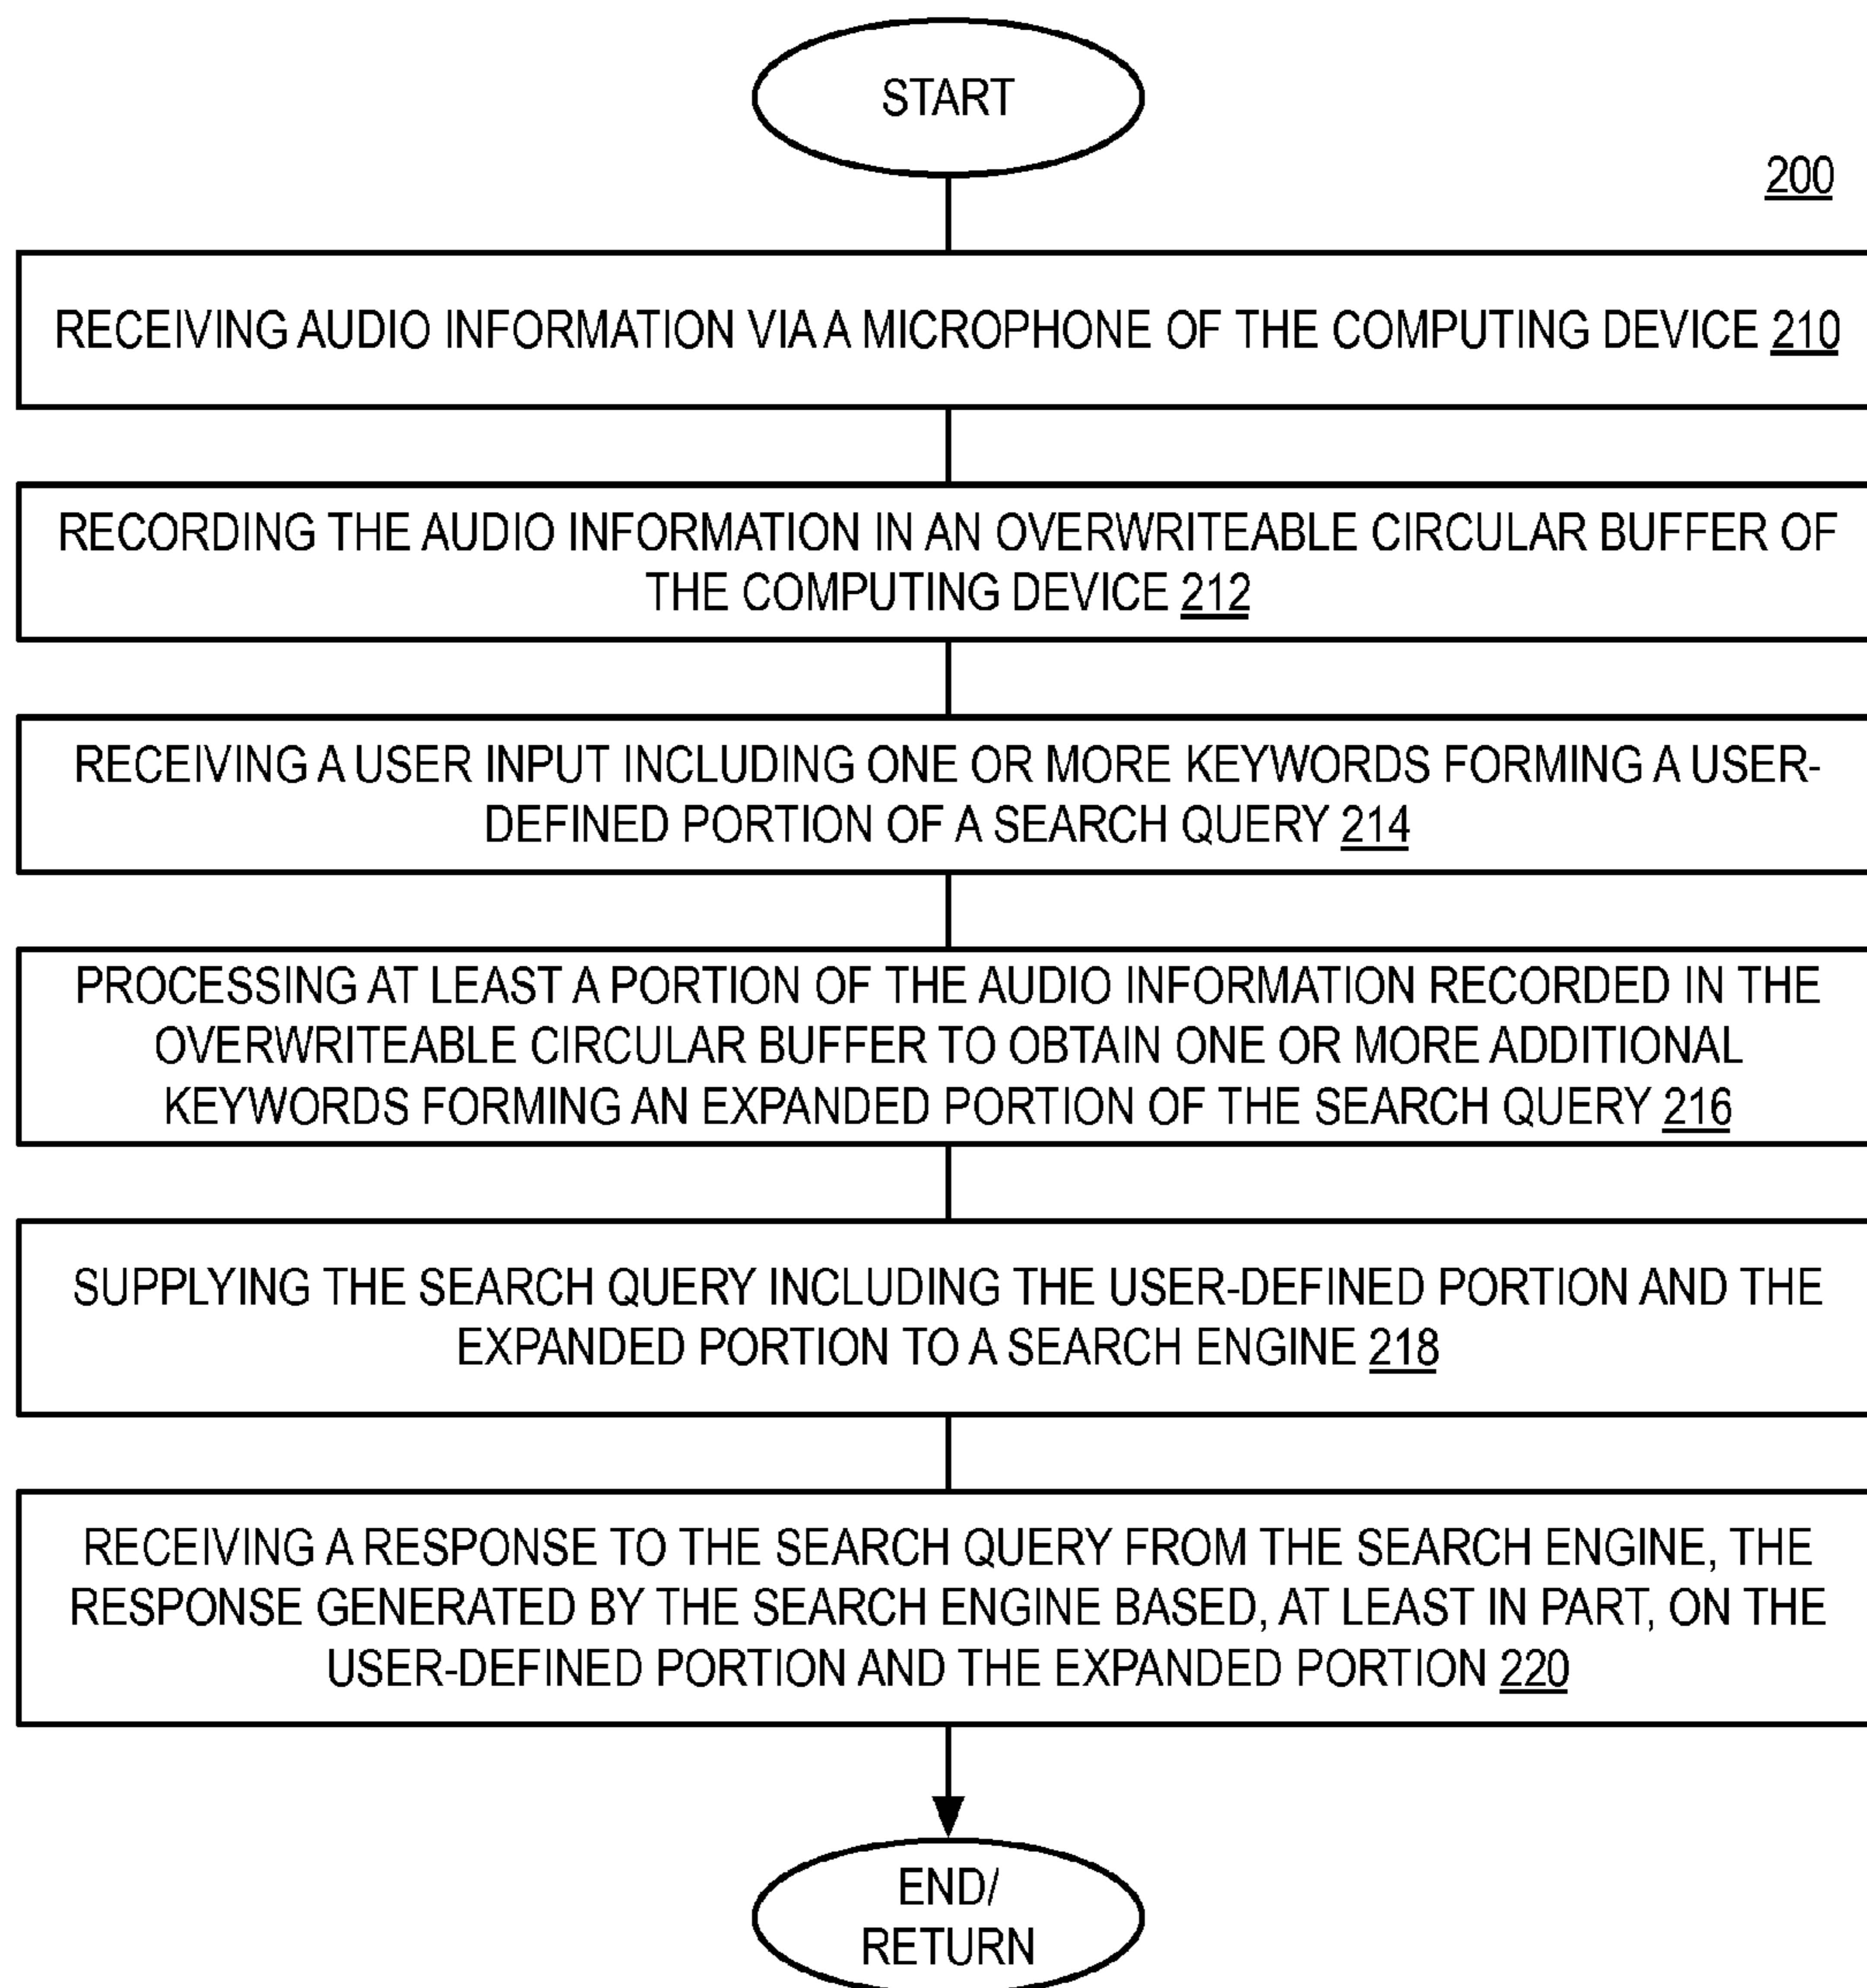 START
200
RECEIVING AUDIO INFORMATION VIA A MICROPHONE OF THE COMPUTING DEVICE 210
RECORDING THE AUDIO INFORMATION IN AN OVERWRITEABLE CIRCULAR BUFFER OF
THE COMPUTING DEVICE 212
RECEIVING A USER INPUT INCLUDING ONE OR MORE KEYWORDS FORMING A USER-
DEFINED PORTION OF A SEARCH QUERY 214
PROCESSING AT LEAST A PORTION OF THE AUDIO INFORMATION RECORDED IN THE
OVERWRITEABLE CIRCULAR BUFFER TO OBTAIN ONE OR MORE ADDITIONAL
KEYWORDS FORMING AN EXPANDED PORTION OF THE SEARCH QUERY 216
SUPPLYING THE SEARCH QUERY INCLUDING THE USER-DEFINED PORTION AND THE
EXPANDED PORTION TO A SEARCH ENGINE 218
RECEIVING A RESPONSE TO THE SEARCH QUERY FROM THE SEARCH ENGINE, THE
RESPONSE GENERATED BY THE SEARCH ENGINE BASED, AT LEAST IN PART, ON THE
USER-DEFINED PORTION AND THE EXPANDED PORTION 220
END/
RETURN